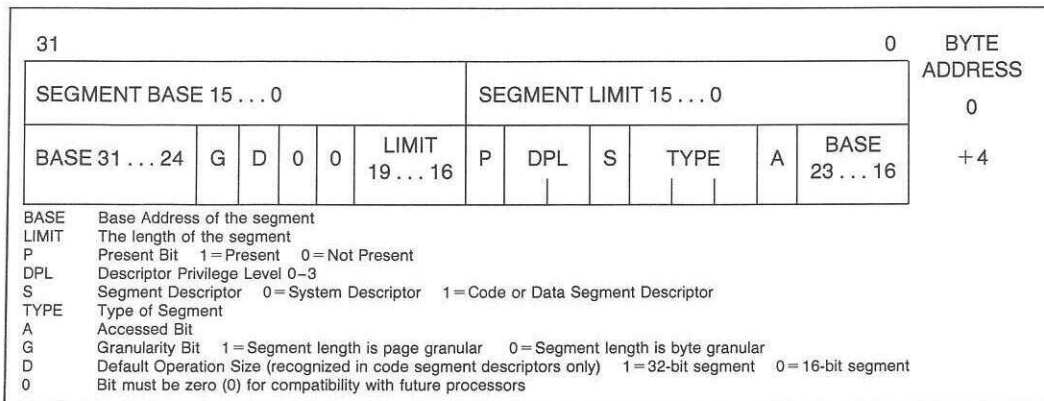 31 0 BYTE
ADDRESS
SEGMENT BASE 15 . . . 0 SEGMENT LIMIT 15 . . . 0 0
BASE 31 . . . 24 G D 0 0 LIMIT
19 . . . 16 P DPL S TYPE A BASE
23 . . . 16 +4
BASE Base Address of the segment
LIMIT The length of the segment
P Present Bit 1=Present 0=Not Present
DPL Descriptor Privilege Level 0–3
S Segment Descriptor 0=System Descriptor 1=Code or Data Segment Descriptor
TYPE Type of Segment
A Accessed Bit
G Granularity Bit 1=Segment length is page granular 0=Segment length is byte granular
D Default Operation Size (recognized in code segment descriptors only) 1=32-bit segment 0=16-bit segment
0 Bit must be zero (0) for compatibility with future processors